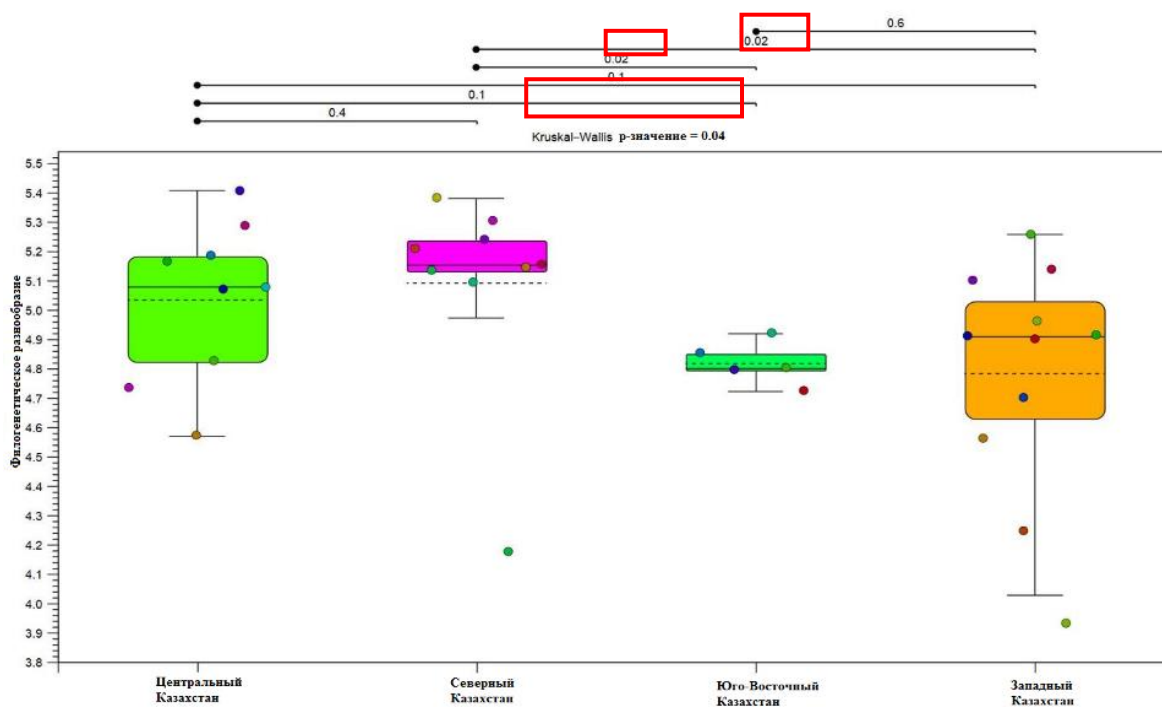 0.6
0.02
0.02
0.1
0.1
0.4
Kruskal–Wallis р-значение = 0.04
Филогенетическое разнообразие
5.5
5.4
5.3
5.2
5.1
5.0
4.9
4.8
4.7
4.6
4.5
4.4
4.3
4.2
4.1
4.0
3.9
3.8
Центральный
Казахстан
Северный
Казахстан
Юго-Восточный
Казахстан
Западный
Казахстан